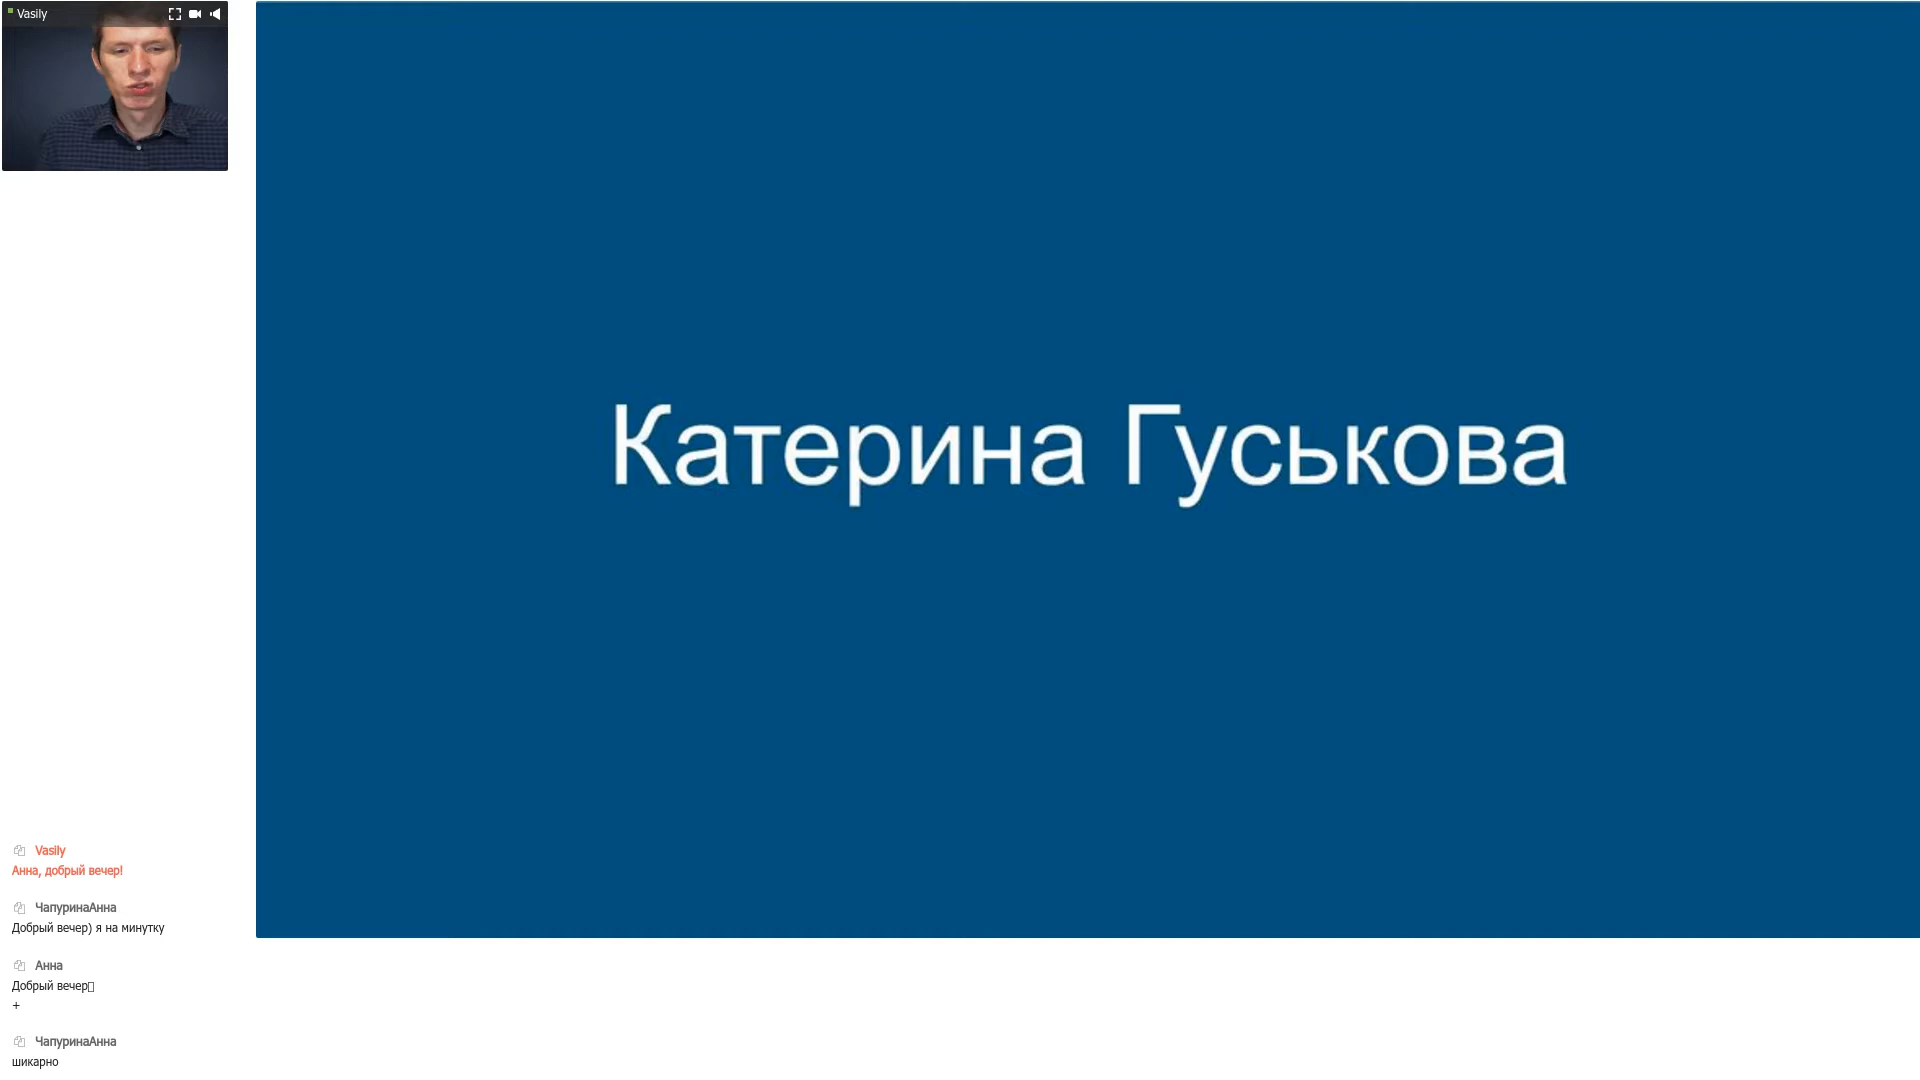 Vasily
Катерина Гуськова
Vasily
Анна, добрый вечер!
ЧапуринаАнна
Добрый вечер) я на минутку
Анна
Добрый вечер
+
ЧапуринаАнна
шикарно